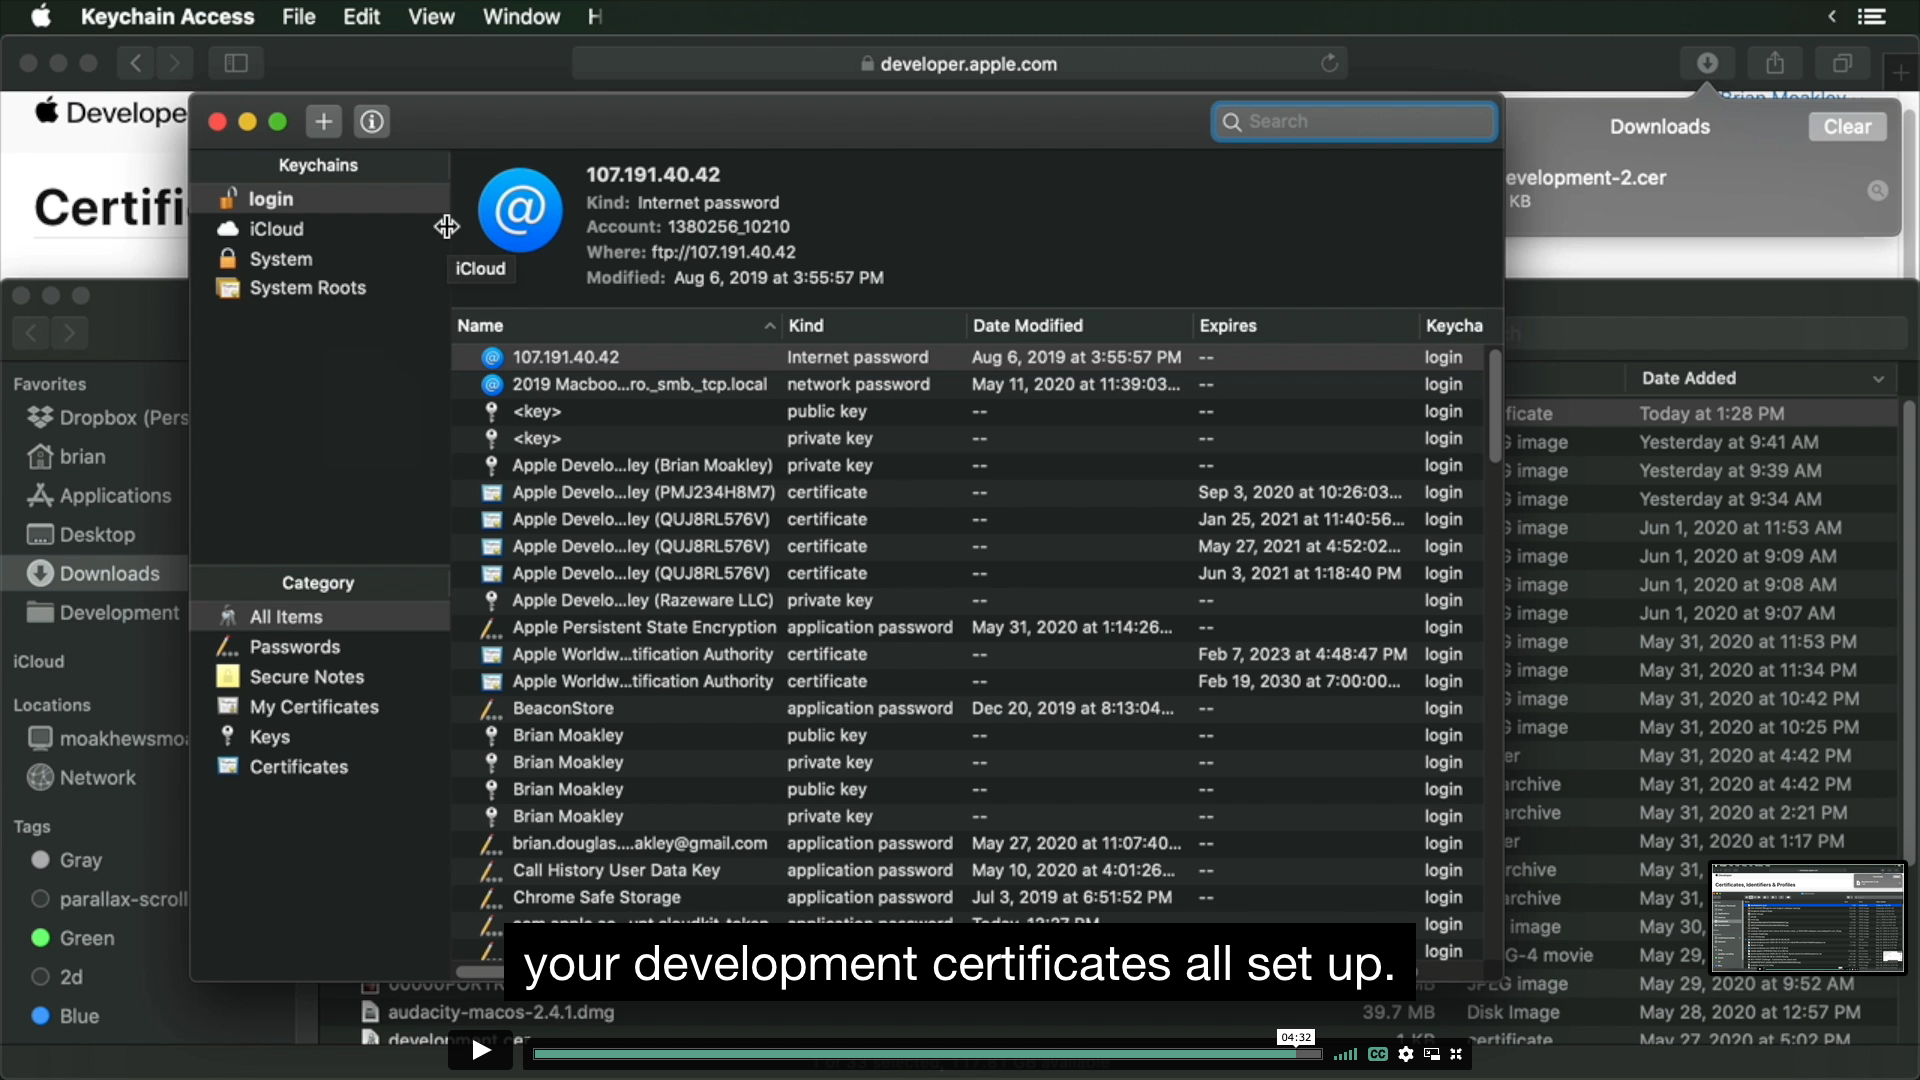 Keychain Access File Edit View Window H
developer.apple.com
Develope
Brian Moakley
Certifi
Downloads Clear
evelopment-2.cer
KB
Search
Keychains
login
iCloud
System
System Roots
iCloud
107.191.40.42
Kind: Internet password
Account: 1380256_10210
Where: ftp://107.191.40.42
Modified: Aug 6, 2019 at 3:55:57 PM
Name Kind Date Modified Expires Keycha
107.191.40.42 Internet password Aug 6, 2019 at 3:55:57 PM -- login
2019 Macboo...ro._smb._tcp.local network password May 11, 2020 at 11:39:03... -- login
<key> public key -- -- login
<key> private key -- -- login
Apple Develo...ley (Brian Moakley) private key -- -- login
Apple Develo...ley (PMJ234H8M7) certificate -- Sep 3, 2020 at 10:26:03... login
Apple Develo...ley (QUJ8RL576V) certificate -- Jan 25, 2021 at 11:40:56... login
Apple Develo...ley (QUJ8RL576V) certificate -- May 27, 2021 at 4:52:02... login
Apple Develo...ley (QUJ8RL576V) certificate -- Jun 3, 2021 at 1:18:40 PM login
Apple Develo...ley (Razeware LLC) private key -- -- login
Apple Persistent State Encryption application password May 31, 2020 at 1:14:26... -- login
Apple Worldw...tification Authority certificate -- Feb 7, 2023 at 4:48:47 PM login
Apple Worldw...tification Authority certificate -- Feb 19, 2030 at 7:00:00... login
BeaconStore application password Dec 20, 2019 at 8:13:04... -- login
Brian Moakley public key -- -- login
Brian Moakley private key -- -- login
Brian Moakley public key -- -- login
Brian Moakley private key -- -- login
brian.douglas....akley@gmail.com application password May 27, 2020 at 11:07:40... -- login
Call History User Data Key application password May 10, 2020 at 4:01:26... -- login
Chrome Safe Storage application password Jul 3, 2019 at 6:51:52 PM -- login
login
login
Category
All Items
Passwords
Secure Notes
My Certificates
Keys
Certificates
Favorites
Dropbox (Pers
brian
Applications
Desktop
Downloads
Development
iCloud
Locations
moakhewsmoa
Network
Tags
Gray
parallax-scroll
Green
2d
Blue
Date Added
ficate Today at 1:28 PM
G image Yesterday at 9:41 AM
G image Yesterday at 9:39 AM
G image Yesterday at 9:34 AM
G image Jun 1, 2020 at 11:53 AM
G image Jun 1, 2020 at 9:09 AM
G image Jun 1, 2020 at 9:08 AM
G image Jun 1, 2020 at 9:07 AM
G image May 31, 2020 at 11:53 PM
G image May 31, 2020 at 11:34 PM
G image May 31, 2020 at 10:42 PM
G image May 31, 2020 at 10:25 PM
er May 31, 2020 at 4:42 PM
archive May 31, 2020 at 4:42 PM
archive May 31, 2020 at 2:21 PM
er May 31, 2020 at 1:17 PM
rchive May 31,
archive May 31,
image May 30,
G-4 movie May 29,
JPEG image May 29, 2020 at 9:52 AM
audacity-macos-2.4.1.dmg 39.7 MB Disk Image May 28, 2020 at 12:57 PM
development.cer 1 KB certificate May 27, 2020 at 5:02 PM
Certificates, Identifiers & Profiles
your development certificates all set up.
04:32
CC